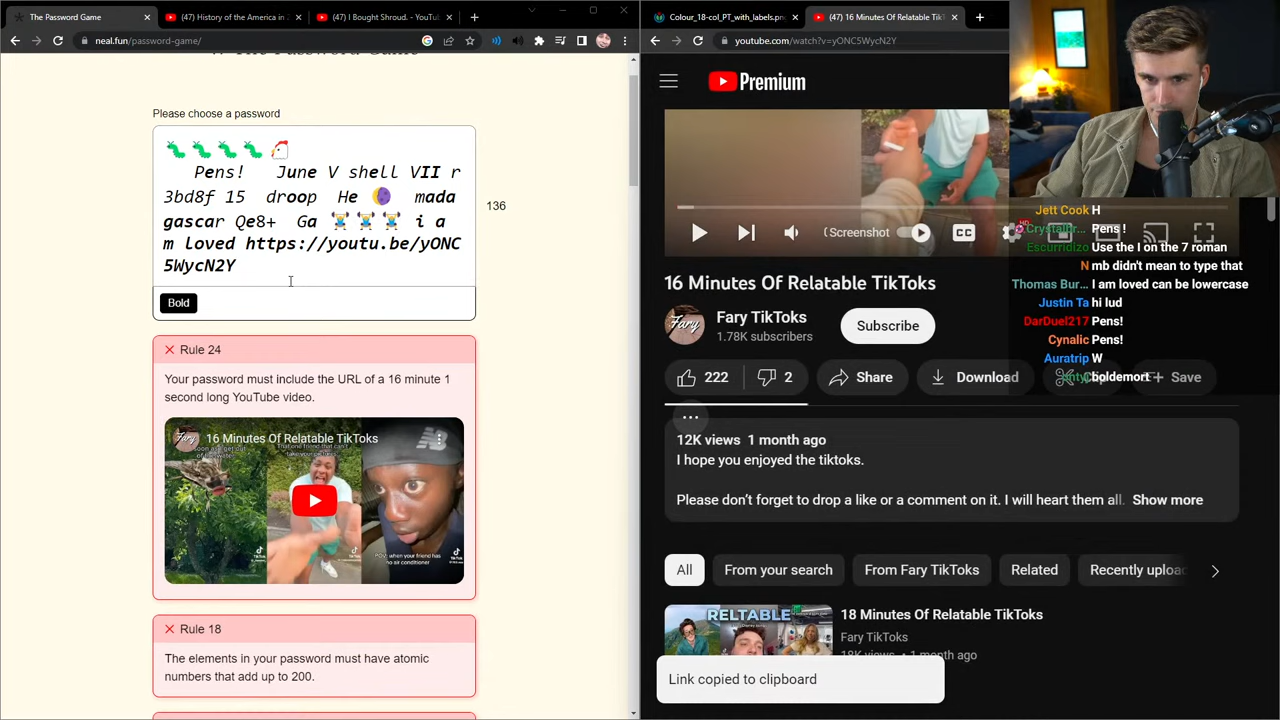 The Password Game
(47) History of the America in 2
(47) I Bought Shroud. - YouTu
neal.fun/password-game/
Please choose a password
Pens! June V shell VII r
3bd8f 15 droop He 🌖 mada
gascar Qe8+ Ga 🏋️ 🏋️ 🏋️ i a
m loved https://youtu.be/yONC
5WycN2Y
136
Bold
Rule 24
Your password must include the URL of a 16 minute 1
second long YouTube video.
16 Minutes Of Relatable TikToks
Rule 18
The elements in your password must have atomic
numbers that add up to 200.
Colour_18-col_PT_with_labels.pn
(47) 16 Minutes Of Relatable Tik
youtube.com/watch?v=yONC5WycN2Y
Premium
Screenshot
CC
HD
16 Minutes Of Relatable TikToks
Fary
Fary TikToks
1.78K subscribers
Subscribe
222
2
Share
Download
Save
12K views 1 month ago
I hope you enjoyed the tiktoks.
Please don't forget to drop a like or a comment on it. I will heart them all. Show more
All
From your search
From Fary TikToks
Related
Recently uploa
RELTABLE
18 Minutes Of Relatable TikToks
Fary TikToks
1 month ago
Link copied to clipboard
Jett Cook H
Pens !
Escurridizo Use the I on the 7 roman
N mb didn't mean to type that
Thomas Bur... I am loved can be lowercase
Justin Ta hi lud
DarDuel217 Pens!
Cynalic Pens!
Auratrip W
boldemort